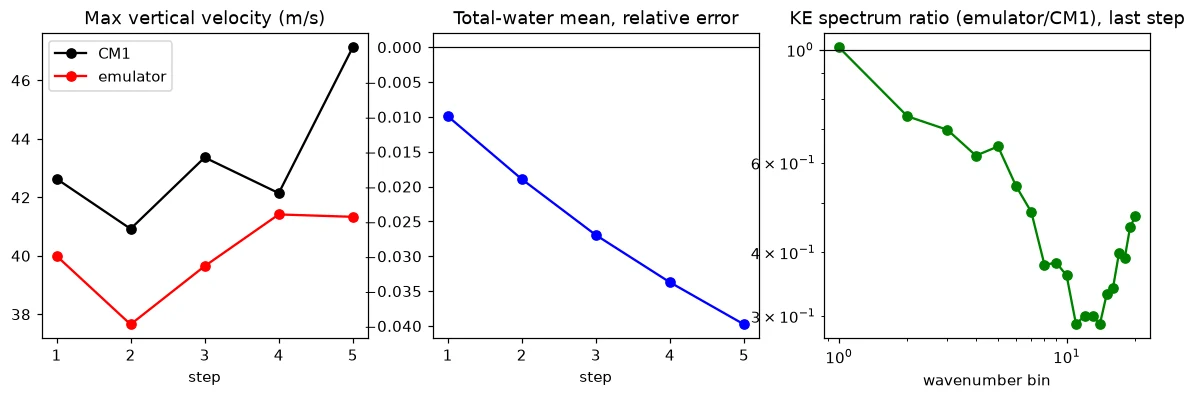 Max vertical velocity (m/s)
CM1
emulator
46
44
42
40
38
1 2 3 4 5
step
Total-water mean, relative error
0.000
−0.005
−0.010
−0.015
−0.020
−0.025
−0.030
−0.035
−0.040
1 2 3 4 5
step
KE spectrum ratio (emulator/CM1), last step
10⁰
6 × 10⁻¹
4 × 10⁻¹
3 × 10⁻¹
10⁰ 10¹
wavenumber bin